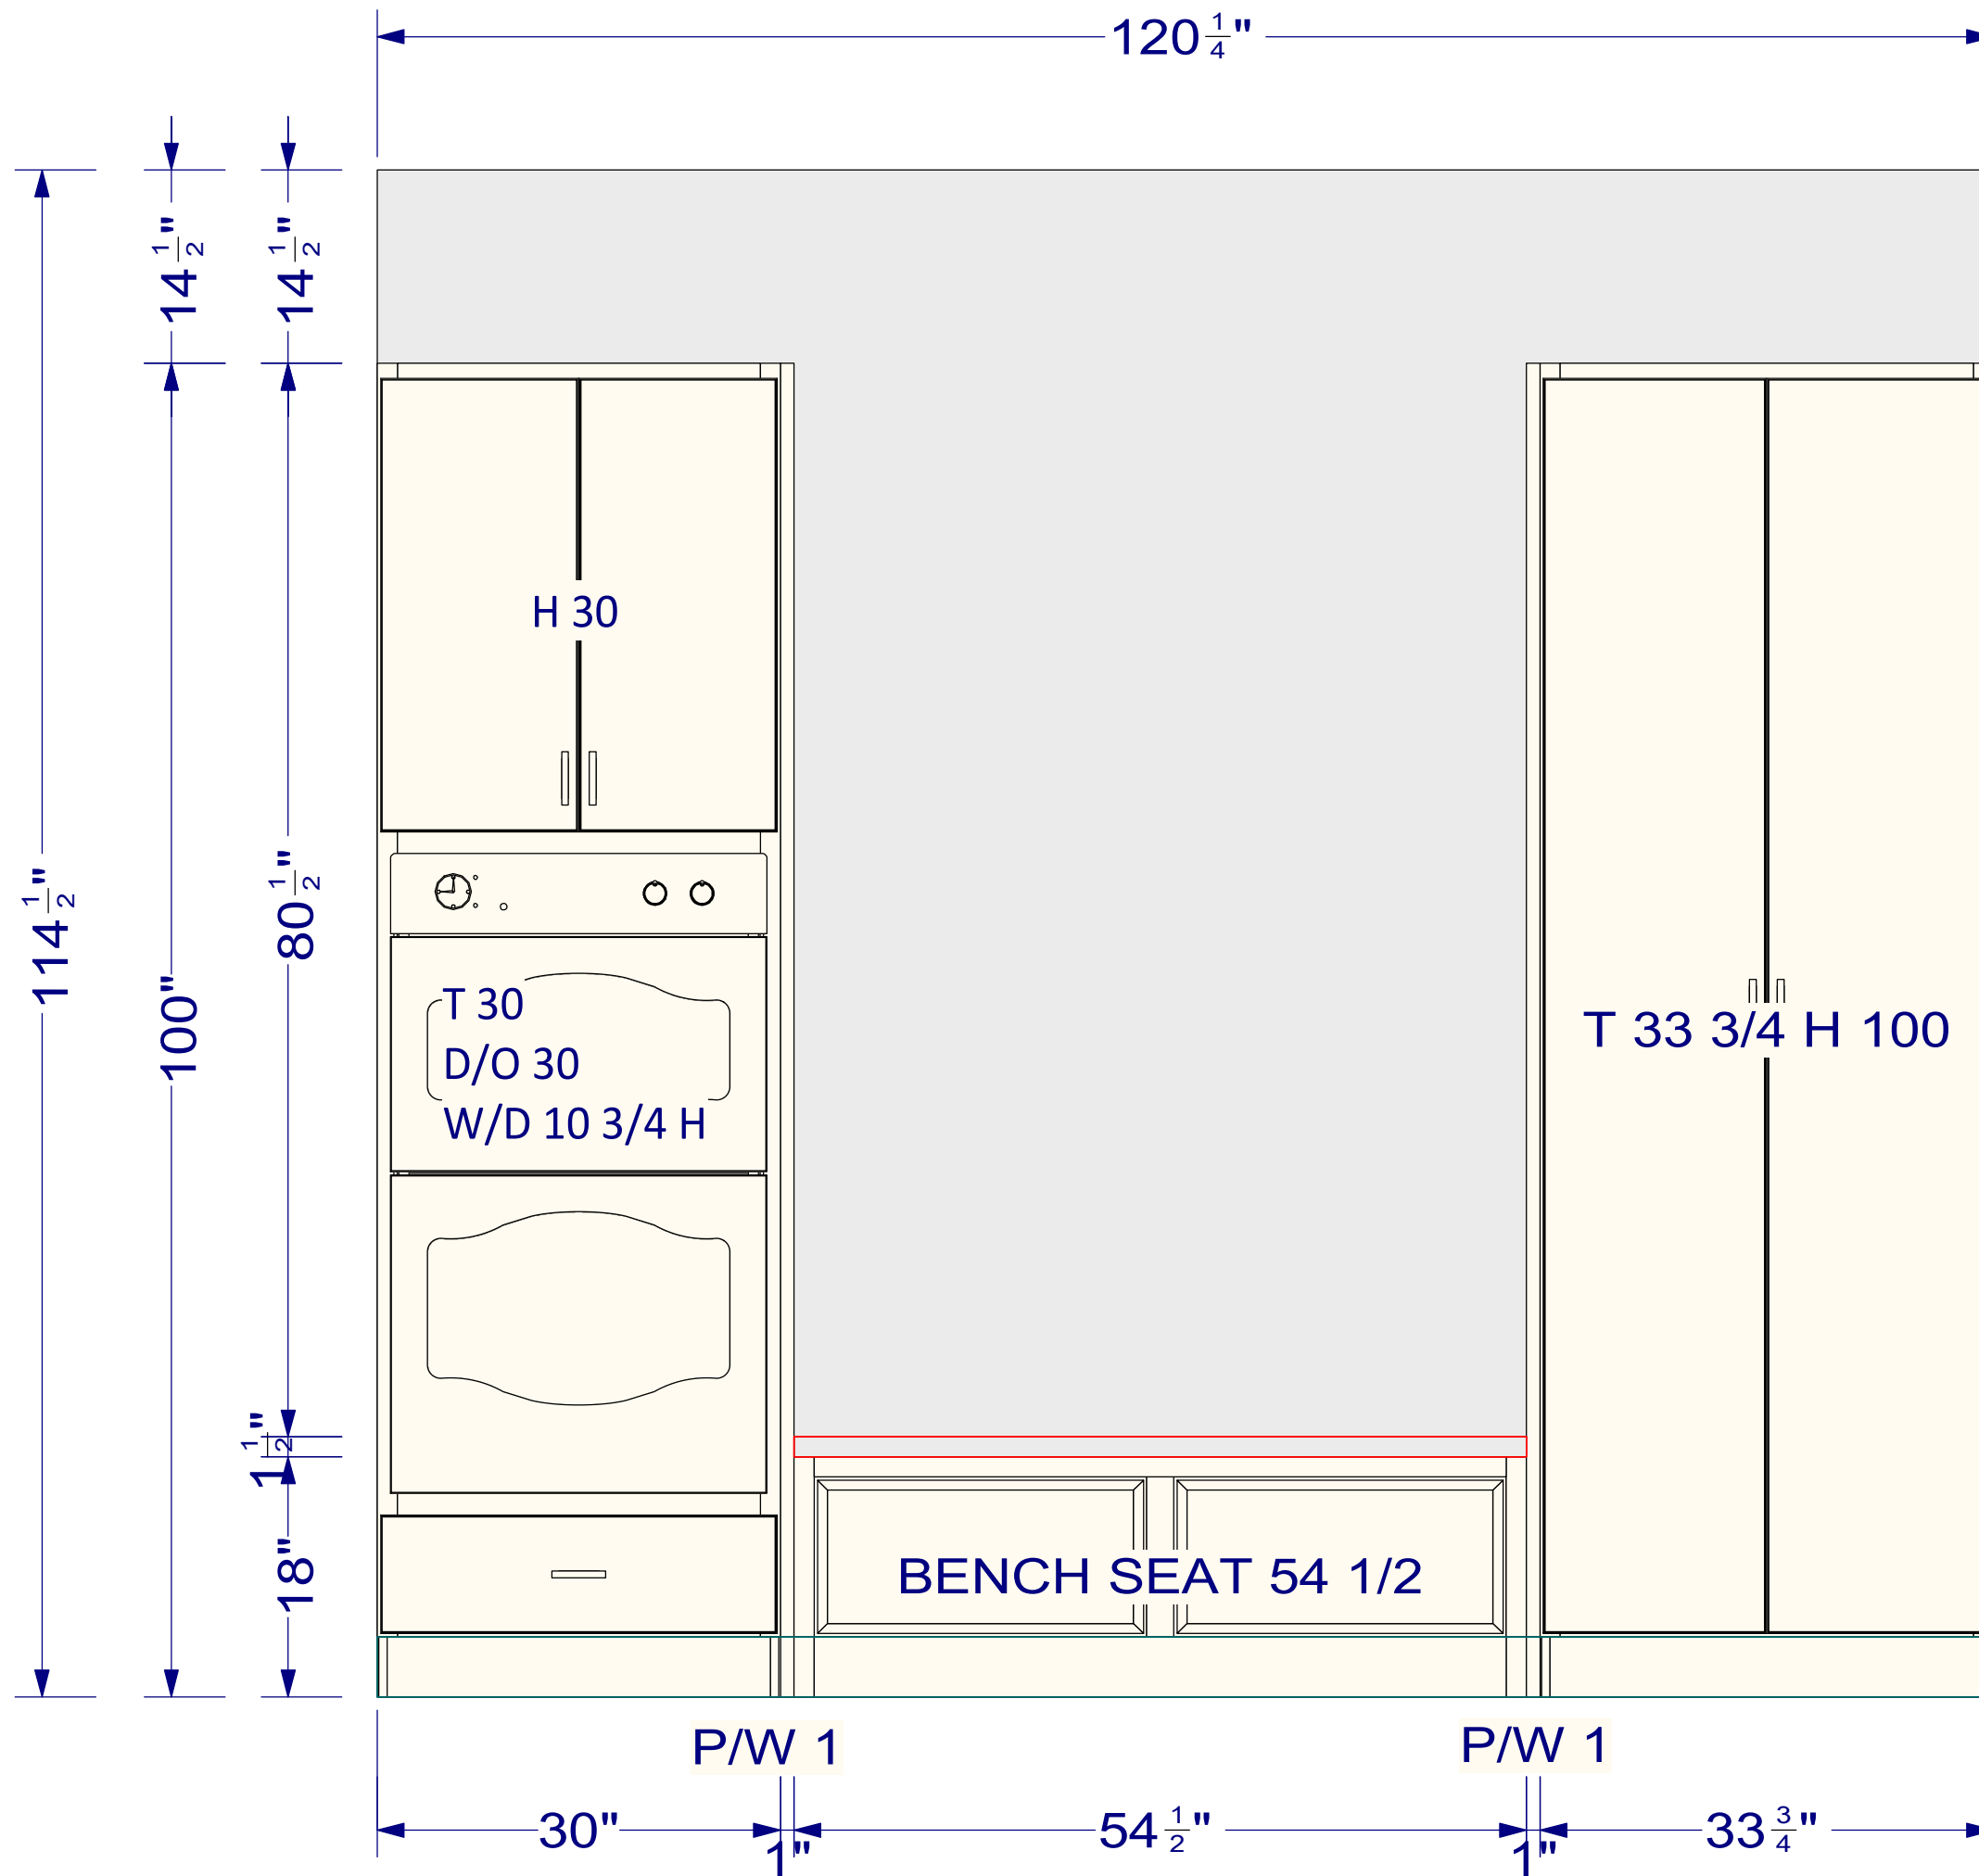 120 1/4"
14 1/2"
14 1/2"
114 1/2"
100"
80 1/2"
1 1/2"
18"
H 30
T 30
D/O 30
W/D 10 3/4 H
T 33 3/4 H 100
BENCH SEAT 54 1/2
P/W 1
P/W 1
30"
1"
54 1/2"
1"
33 3/4"